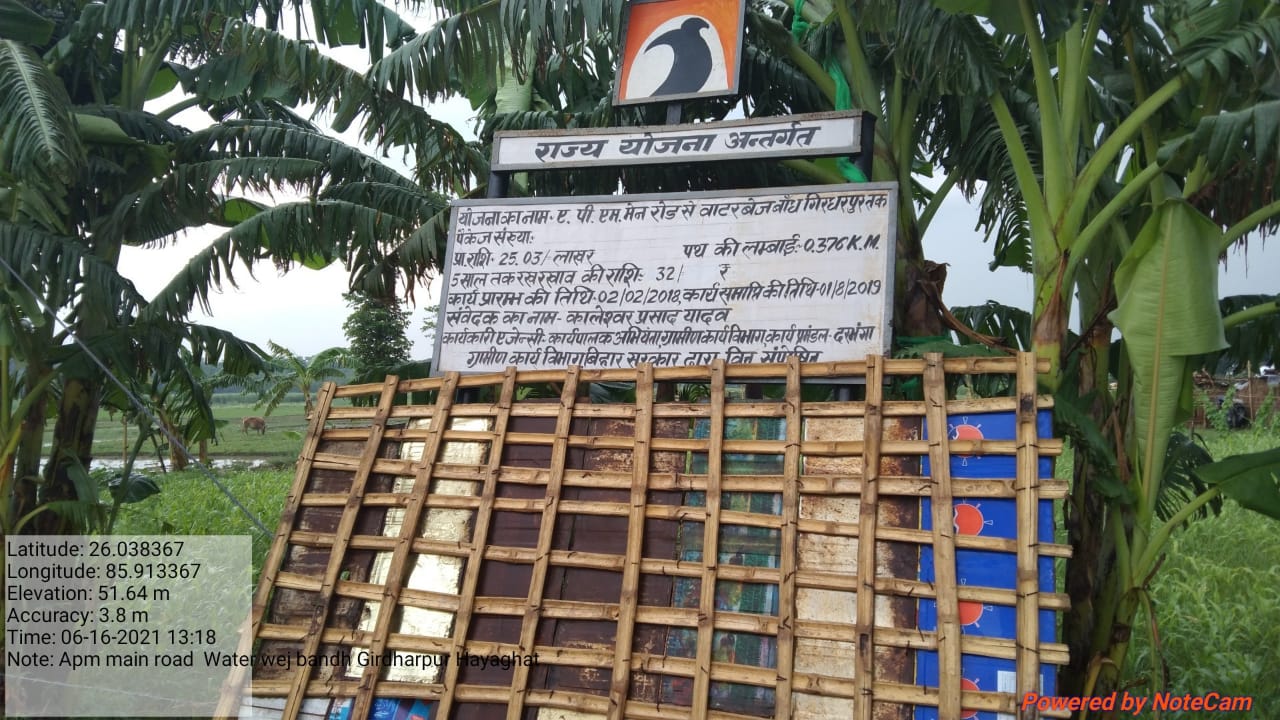 राज्य योजना अन्तर्गत
योजना का नाम- ए. पी. एम. मेन रोड से वाटर बेज बाँध गिरधरपुर तक
पैकेज संख्या:
प्रा. राशि: 25.03/ लाख र पथ की लम्बाई: 0.376 K.M.
5 साल तक रखरखाव की राशि: 32/ ₹
कार्य प्रारम्भ की तिथि:-02/02/2018, कार्य समाप्ति की तिथि-01/8/2019
संवेदक का नाम- कालेश्वर प्रसाद यादव
कार्यकारी एजेन्सी: कार्यपालक अभियंता ग्रामीण कार्य विभाग, कार्य प्रमंडल- दरभंगा
ग्रामीण कार्य विभाग बिहार सरकार द्वारा
Latitude: 26.038367
Longitude: 85.913367
Elevation: 51.64 m
Accuracy: 3.8 m
Time: 06-16-2021 13:18
Note: Apm main road Water wej bandh Girdharpur Hayaghat
Powered by NoteCam